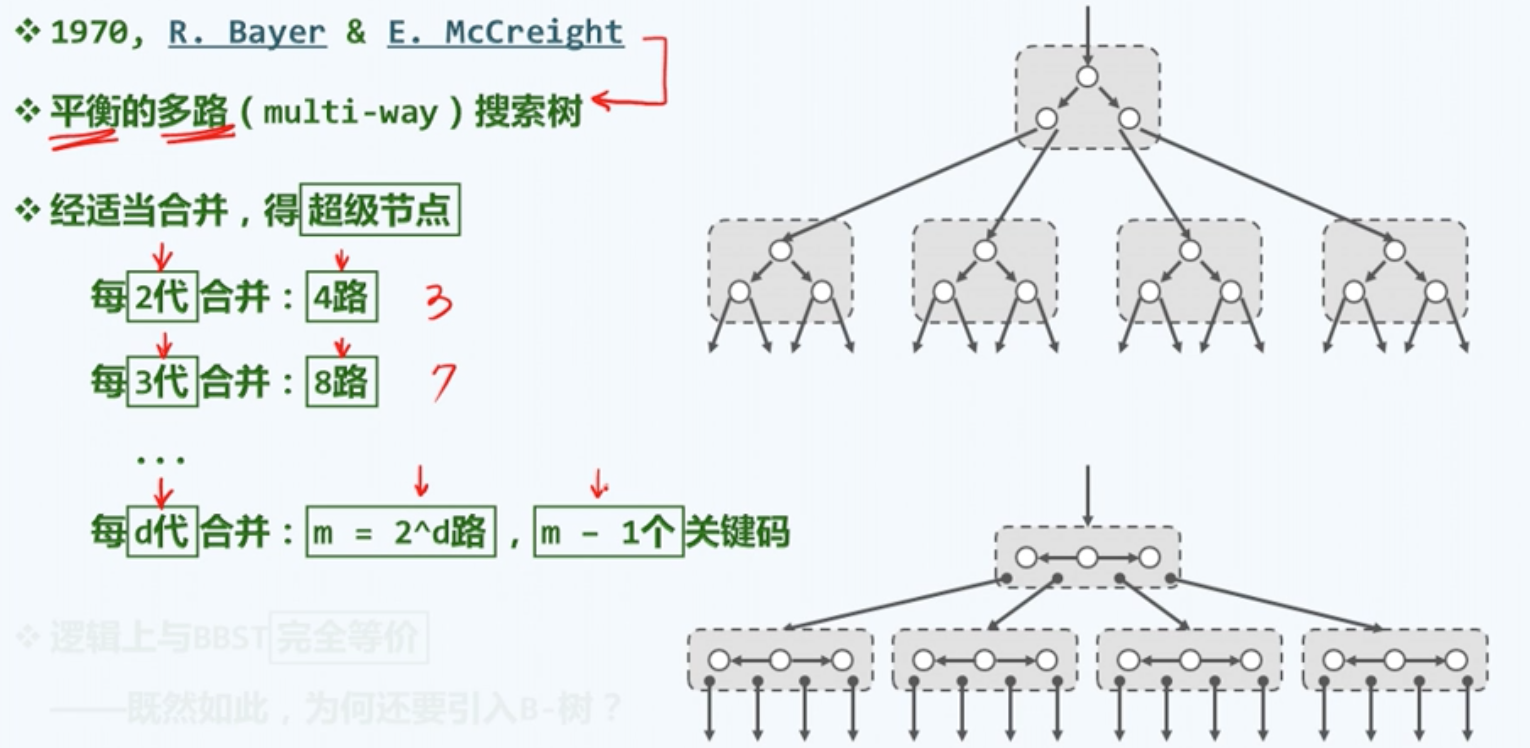 ❖ 1970, R. Bayer & E. McCreight
❖ 平衡的多路(multi-way)搜索树
❖ 经适当合并,得超级节点
每2代合并:4路 3
每3代合并:8路 7
...
每d代合并:m = 2^d路,m - 1个关键码
❖ 逻辑上与BBST完全等价
——既然如此,为何还要引入B-树?